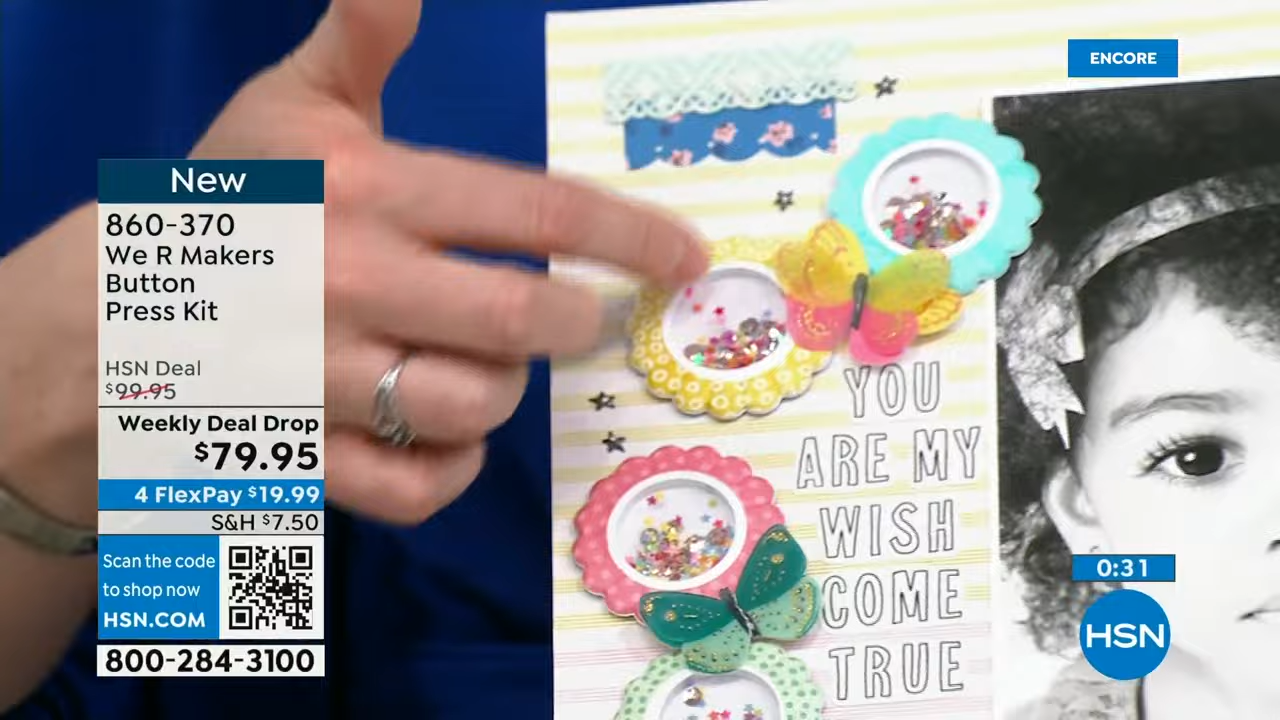 ENCORE
New
860-370
We R Makers
Button
Press Kit
HSN Deal
$99.95
Weekly Deal Drop
$79.95
4 FlexPay $19.99
S&H $7.50
Scan the code
to shop now
HSN.COM
800-284-3100
YOU
ARE MY
WISH
COME
TRUE
0:31
HSN